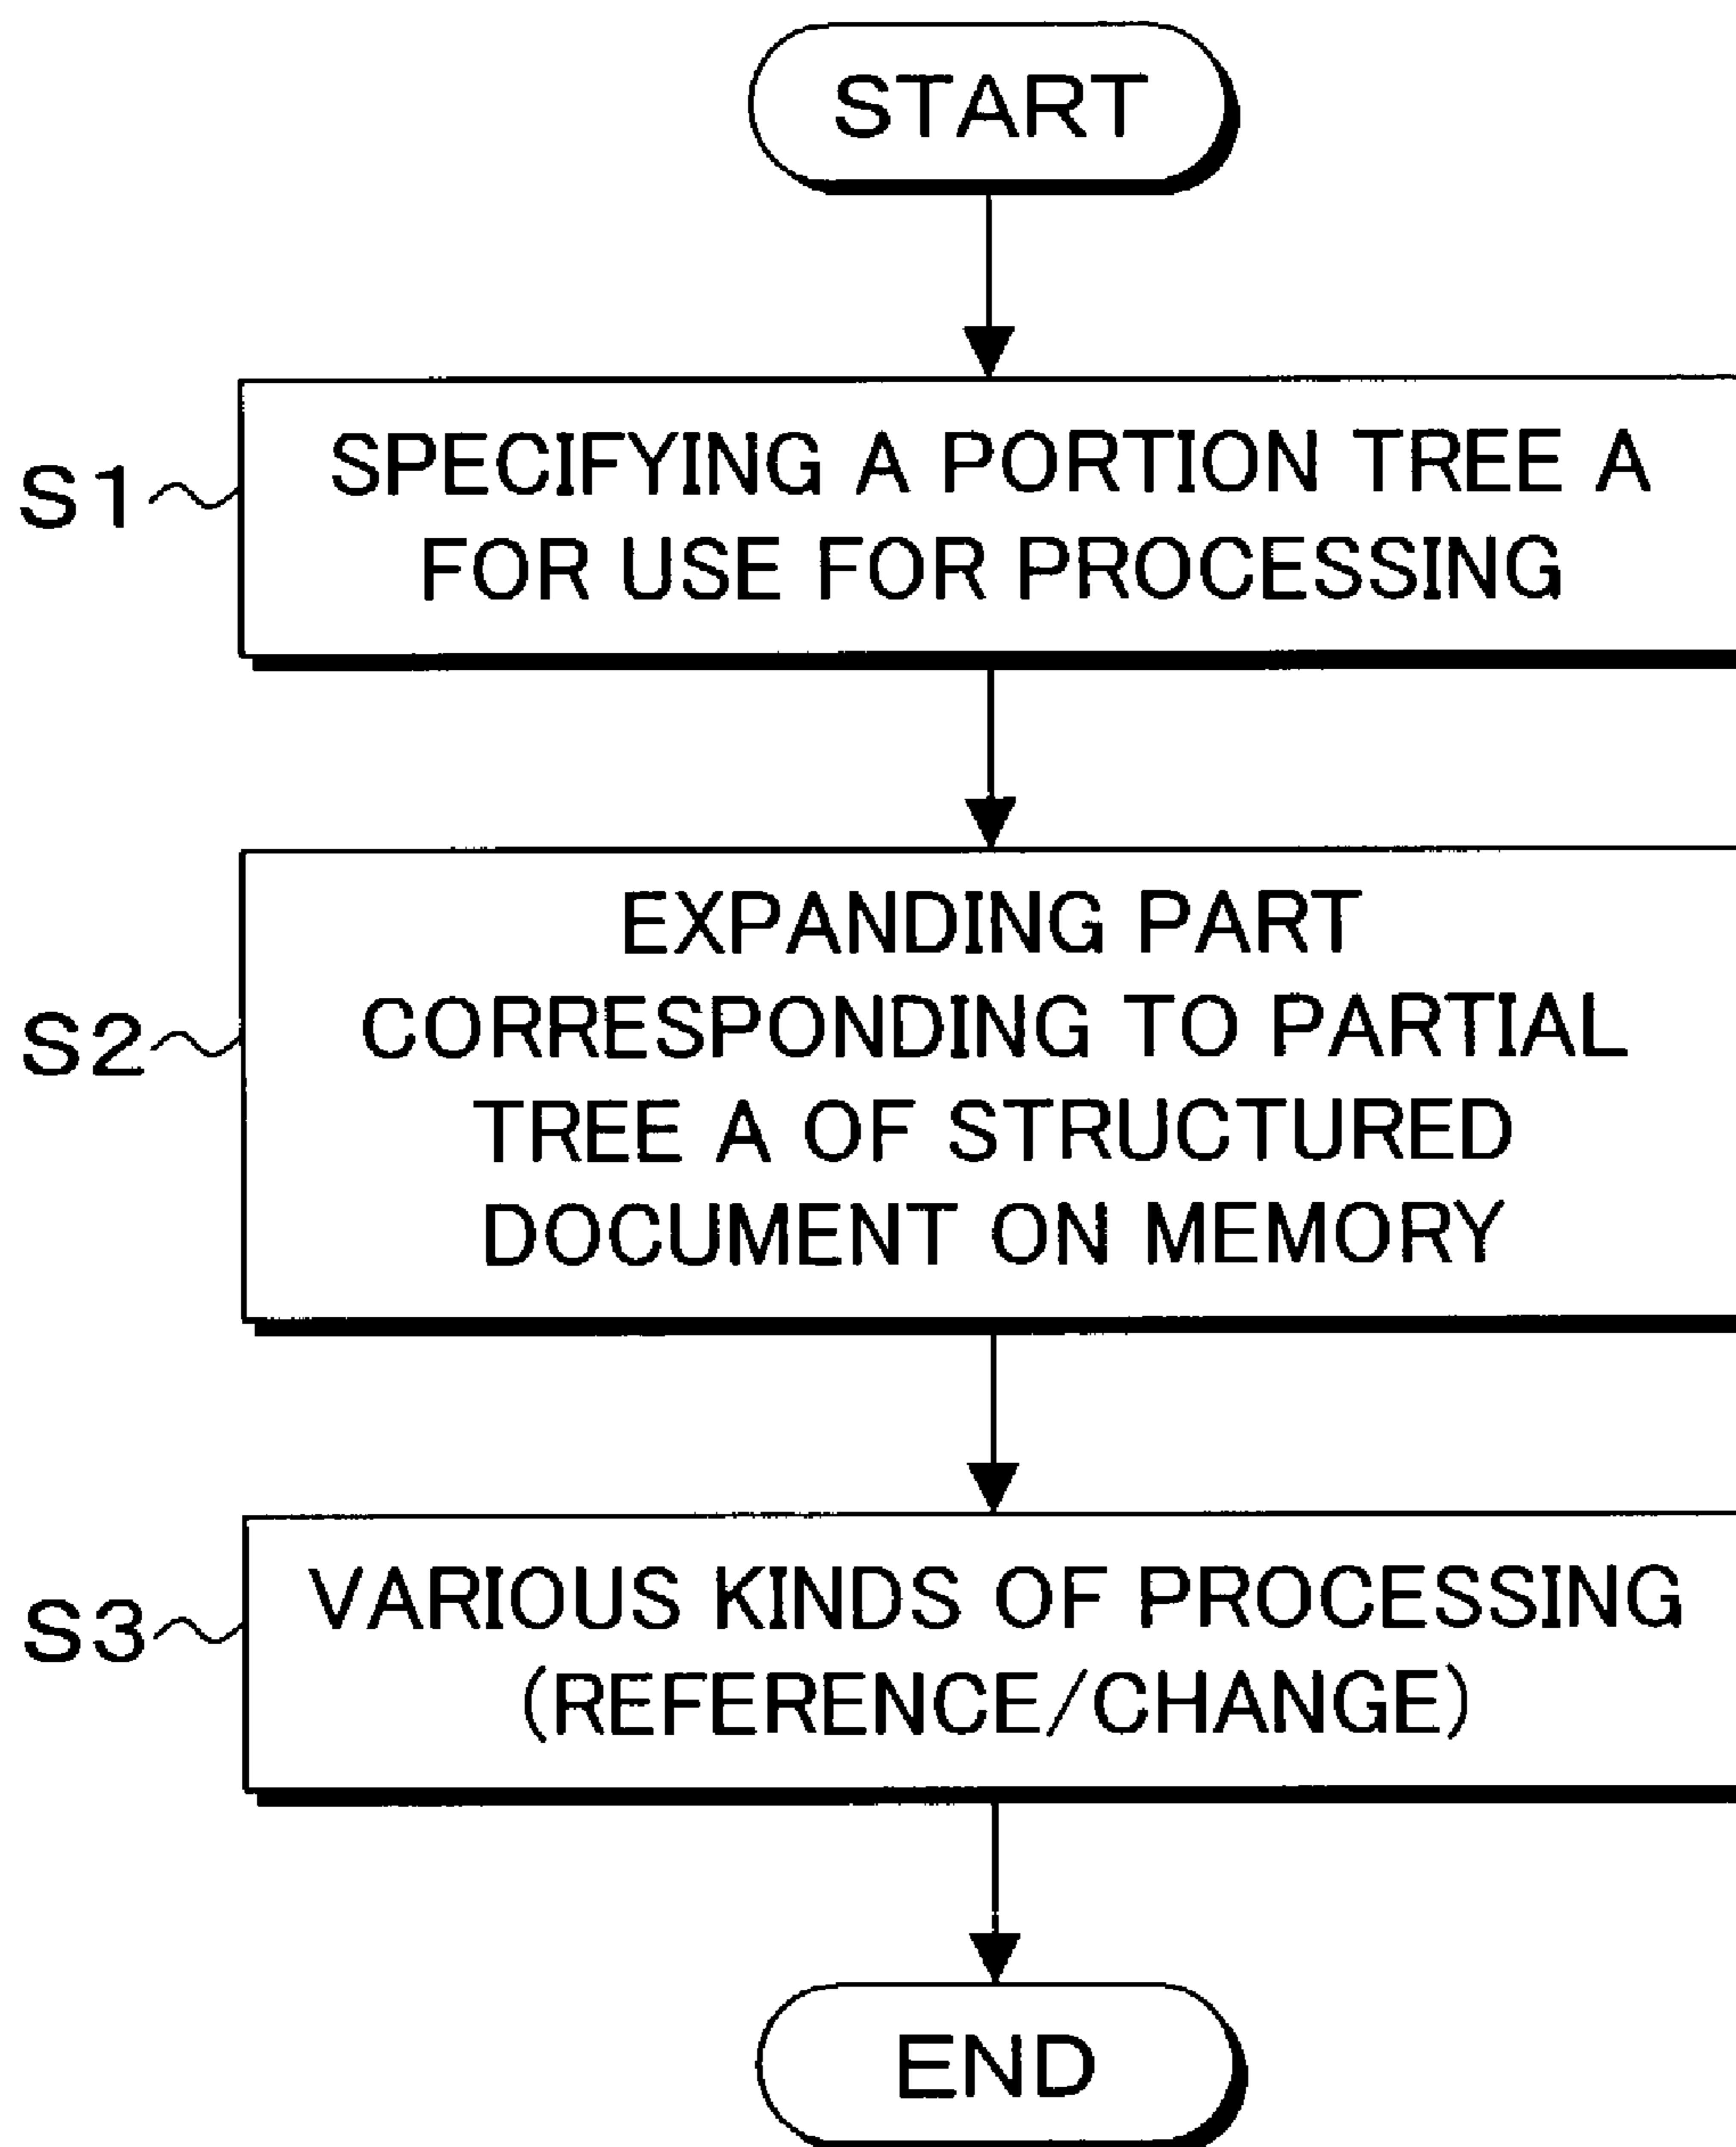 START
S1
SPECIFYING A PORTION TREE A
FOR USE FOR PROCESSING
S2
EXPANDING PART
CORRESPONDING TO PARTIAL
TREE A OF STRUCTURED
DOCUMENT ON MEMORY
S3
VARIOUS KINDS OF PROCESSING
(REFERENCE/CHANGE)
END